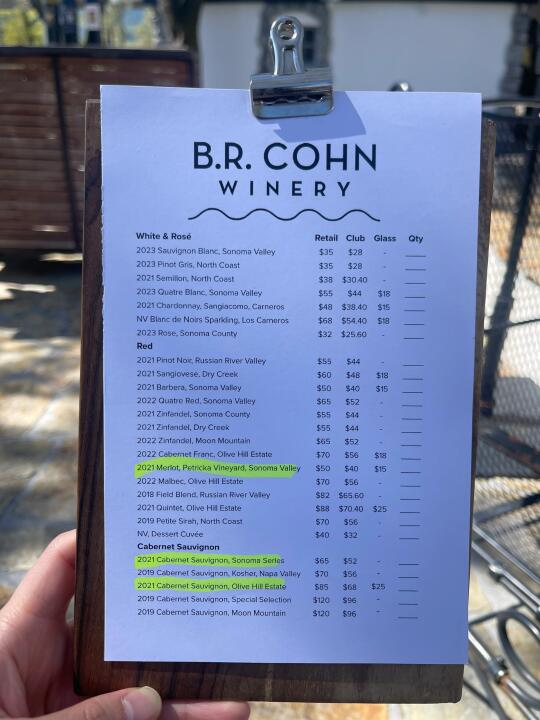 B.R. COHN
WINERY
White & Rosé Retail Club Glass Qty
2023 Sauvignon Blanc, Sonoma Valley $35 $28 -
2023 Pinot Gris, North Coast $35 $28 -
2021 Semillon, North Coast $38 $30.40 -
2023 Quatre Blanc, Sonoma Valley $55 $44 $18
2021 Chardonnay, Sangiacomo, Carneros $48 $38.40 $15
NV Blanc de Noirs Sparkling, Los Carneros $68 $54.40 $18
2023 Rose, Sonoma County $32 $25.60 -
Red
2021 Pinot Noir, Russian River Valley $55 $44 -
2021 Sangiovese, Dry Creek $60 $48 $18
2021 Barbera, Sonoma Valley $50 $40 $15
2022 Quatre Red, Sonoma Valley $65 $52 -
2021 Zinfandel, Sonoma County $55 $44 -
2021 Zinfandel, Dry Creek $55 $44 -
2022 Zinfandel, Moon Mountain $65 $52 -
2022 Cabernet Franc, Olive Hill Estate $70 $56 $18
2021 Merlot, Petricka Vineyard, Sonoma Valley $50 $40 $15
2022 Malbec, Olive Hill Estate $70 $56 -
2018 Field Blend, Russian River Valley $82 $65.60 -
2021 Quintet, Olive Hill Estate $88 $70.40 $25
2019 Petite Sirah, North Coast $70 $56 -
NV, Dessert Cuvée $40 $32 -
Cabernet Sauvignon
2021 Cabernet Sauvignon, Sonoma Series $65 $52 -
2019 Cabernet Sauvignon, Kosher, Napa Valley $70 $56 -
2021 Cabernet Sauvignon, Olive Hill Estate $85 $68 $25
2019 Cabernet Sauvignon, Special Selection $120 $96 -
2019 Cabernet Sauvignon, Moon Mountain $120 $96 -